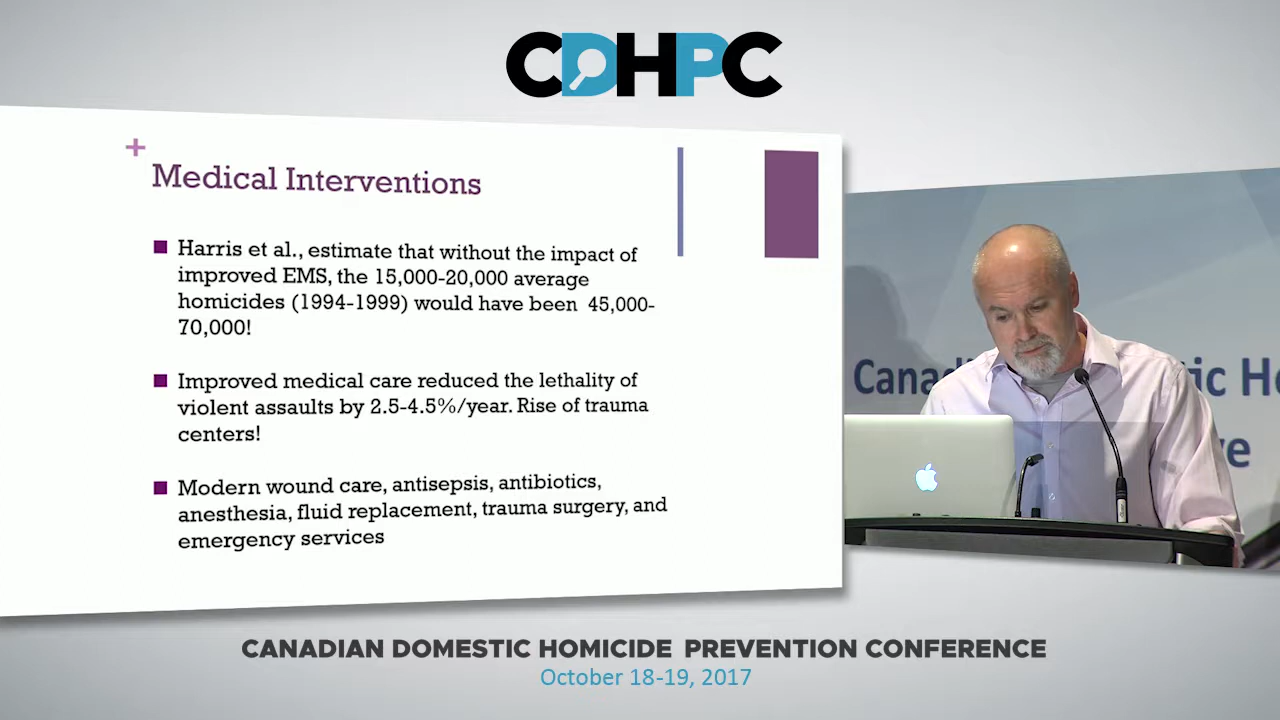 CDHPC
+
Medical Interventions
Harris et al., estimate that without the impact of
improved EMS, the 15,000-20,000 average
homicides (1994-1999) would have been 45,000-
70,000!
Improved medical care reduced the lethality of
violent assaults by 2.5-4.5%/year. Rise of trauma
centers!
Modern wound care, antisepsis, antibiotics,
anesthesia, fluid replacement, trauma surgery, and
emergency services
Cana
ic H
e
CANADIAN DOMESTIC HOMICIDE PREVENTION CONFERENCE
October 18-19, 2017